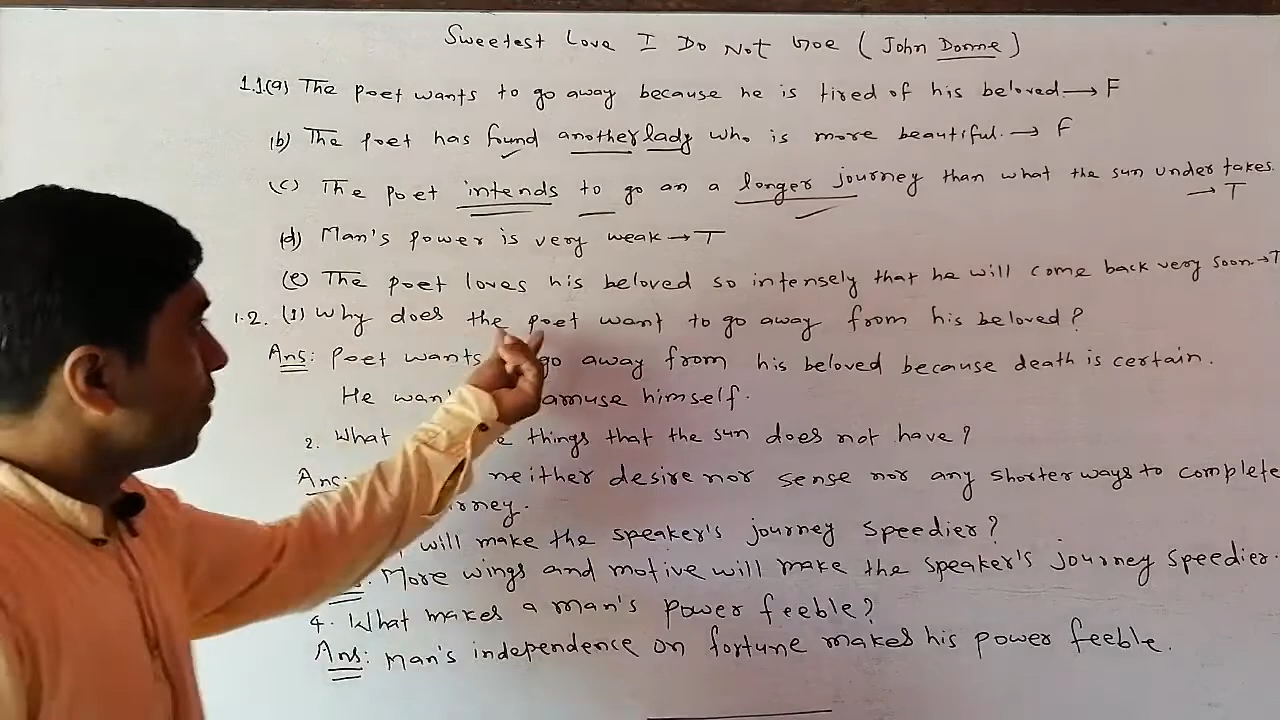 Sweetest Love I Do Not Goe ( John Donne )
1.1(a) The poet wants to go away because he is tired of his beloved. → F
(b) The poet has found another lady who is more beautiful. → F
(c) The poet intends to go on a longer journey than what the sun under takes.
→ T
(d) Man's power is very weak → T
(e) The poet loves his beloved so intensely that he will come back very soon. → T
1.2. (1) Why does the poet want to go away from his beloved?
Ans: Poet wants go away from his beloved because death is certain.
He wan amuse himself.
2. What things that the sun does not have?
Ans: neither desire nor sense nor any shorter ways to complete
rney.
will make the speaker's journey speedier?
More wings and motive will make the speaker's journey speedier.
4. What makes a man's power feeble?
Ans: Man's independence on fortune makes his power feeble.